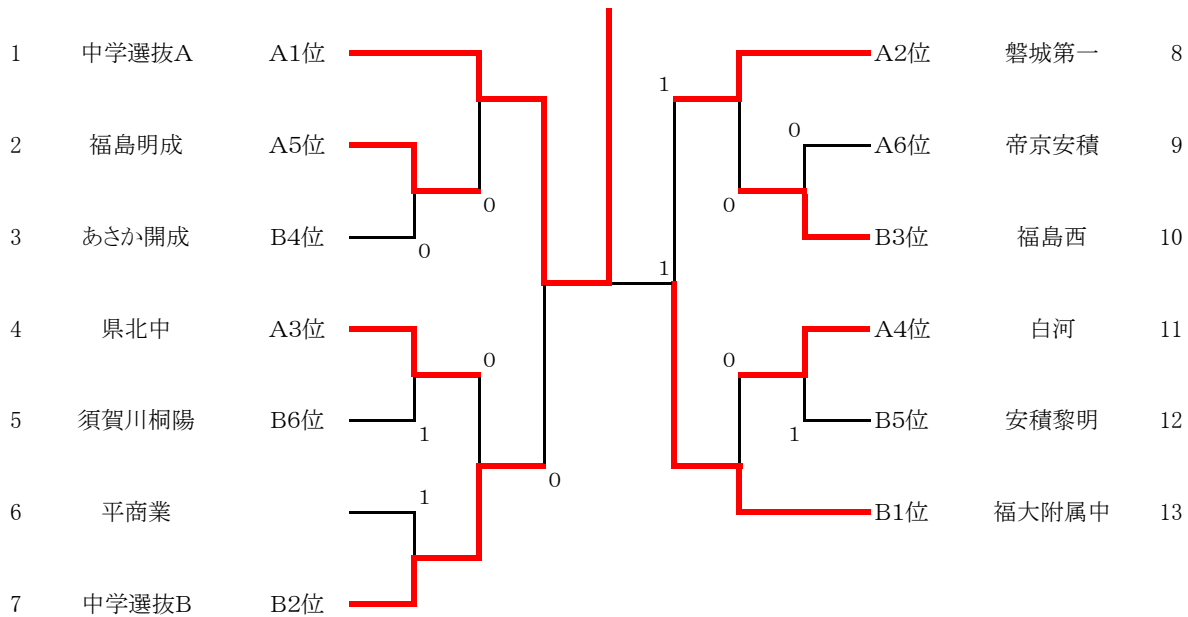 1 中学選抜A A1位 A2位 磐城第一 8
1
0
2 福島明成 A5位 A6位 帝京安積 9
0 0
3 あさか開成 B4位 B3位 福島西 10
0
1
4 県北中 A3位 A4位 白河 11
0 0
5 須賀川桐陽 B6位 B5位 安積黎明 12
1 1
0
1
6 平商業 B1位 福大附属中 13
7 中学選抜B B2位